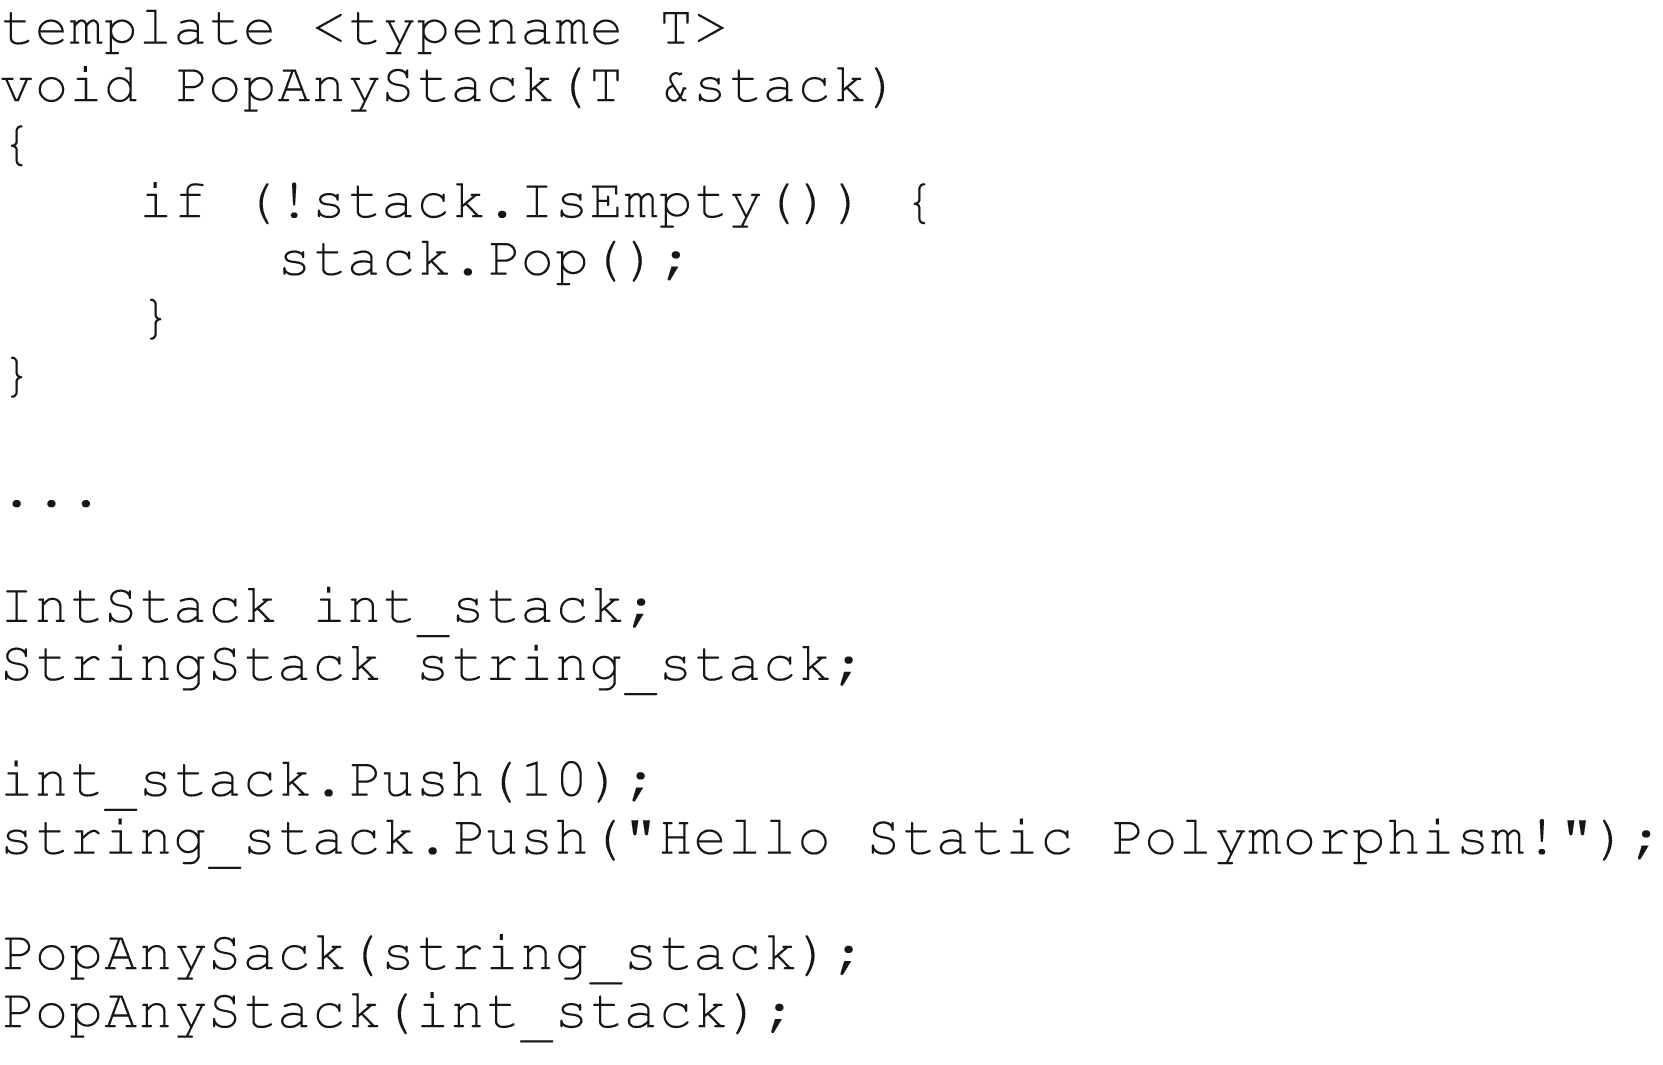 template <typename T>
void PopAnyStack(T &stack)
{
    if (!stack.IsEmpty()) {
        stack.Pop();
    }
}
...
IntStack int_stack;
StringStack string_stack;
int_stack.Push(10);
string_stack.Push("Hello Static Polymorphism!");
PopAnySack(string_stack);
PopAnyStack(int_stack);